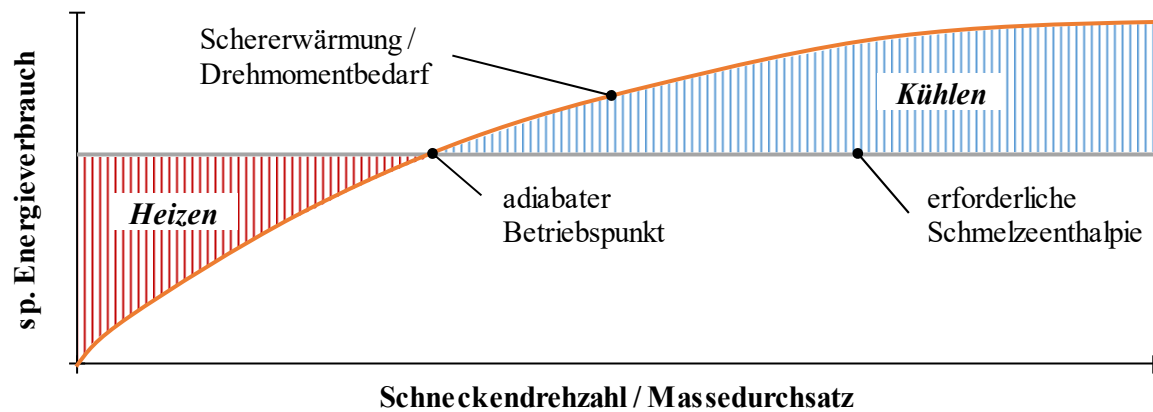 sp. Energieverbrauch
Schererwärmung /
Drehmomentbedarf
Kühlen
Heizen
adiabater
Betriebspunkt
erforderliche
Schmelzeenthalpie
Schneckendrehzahl / Massedurchsatz